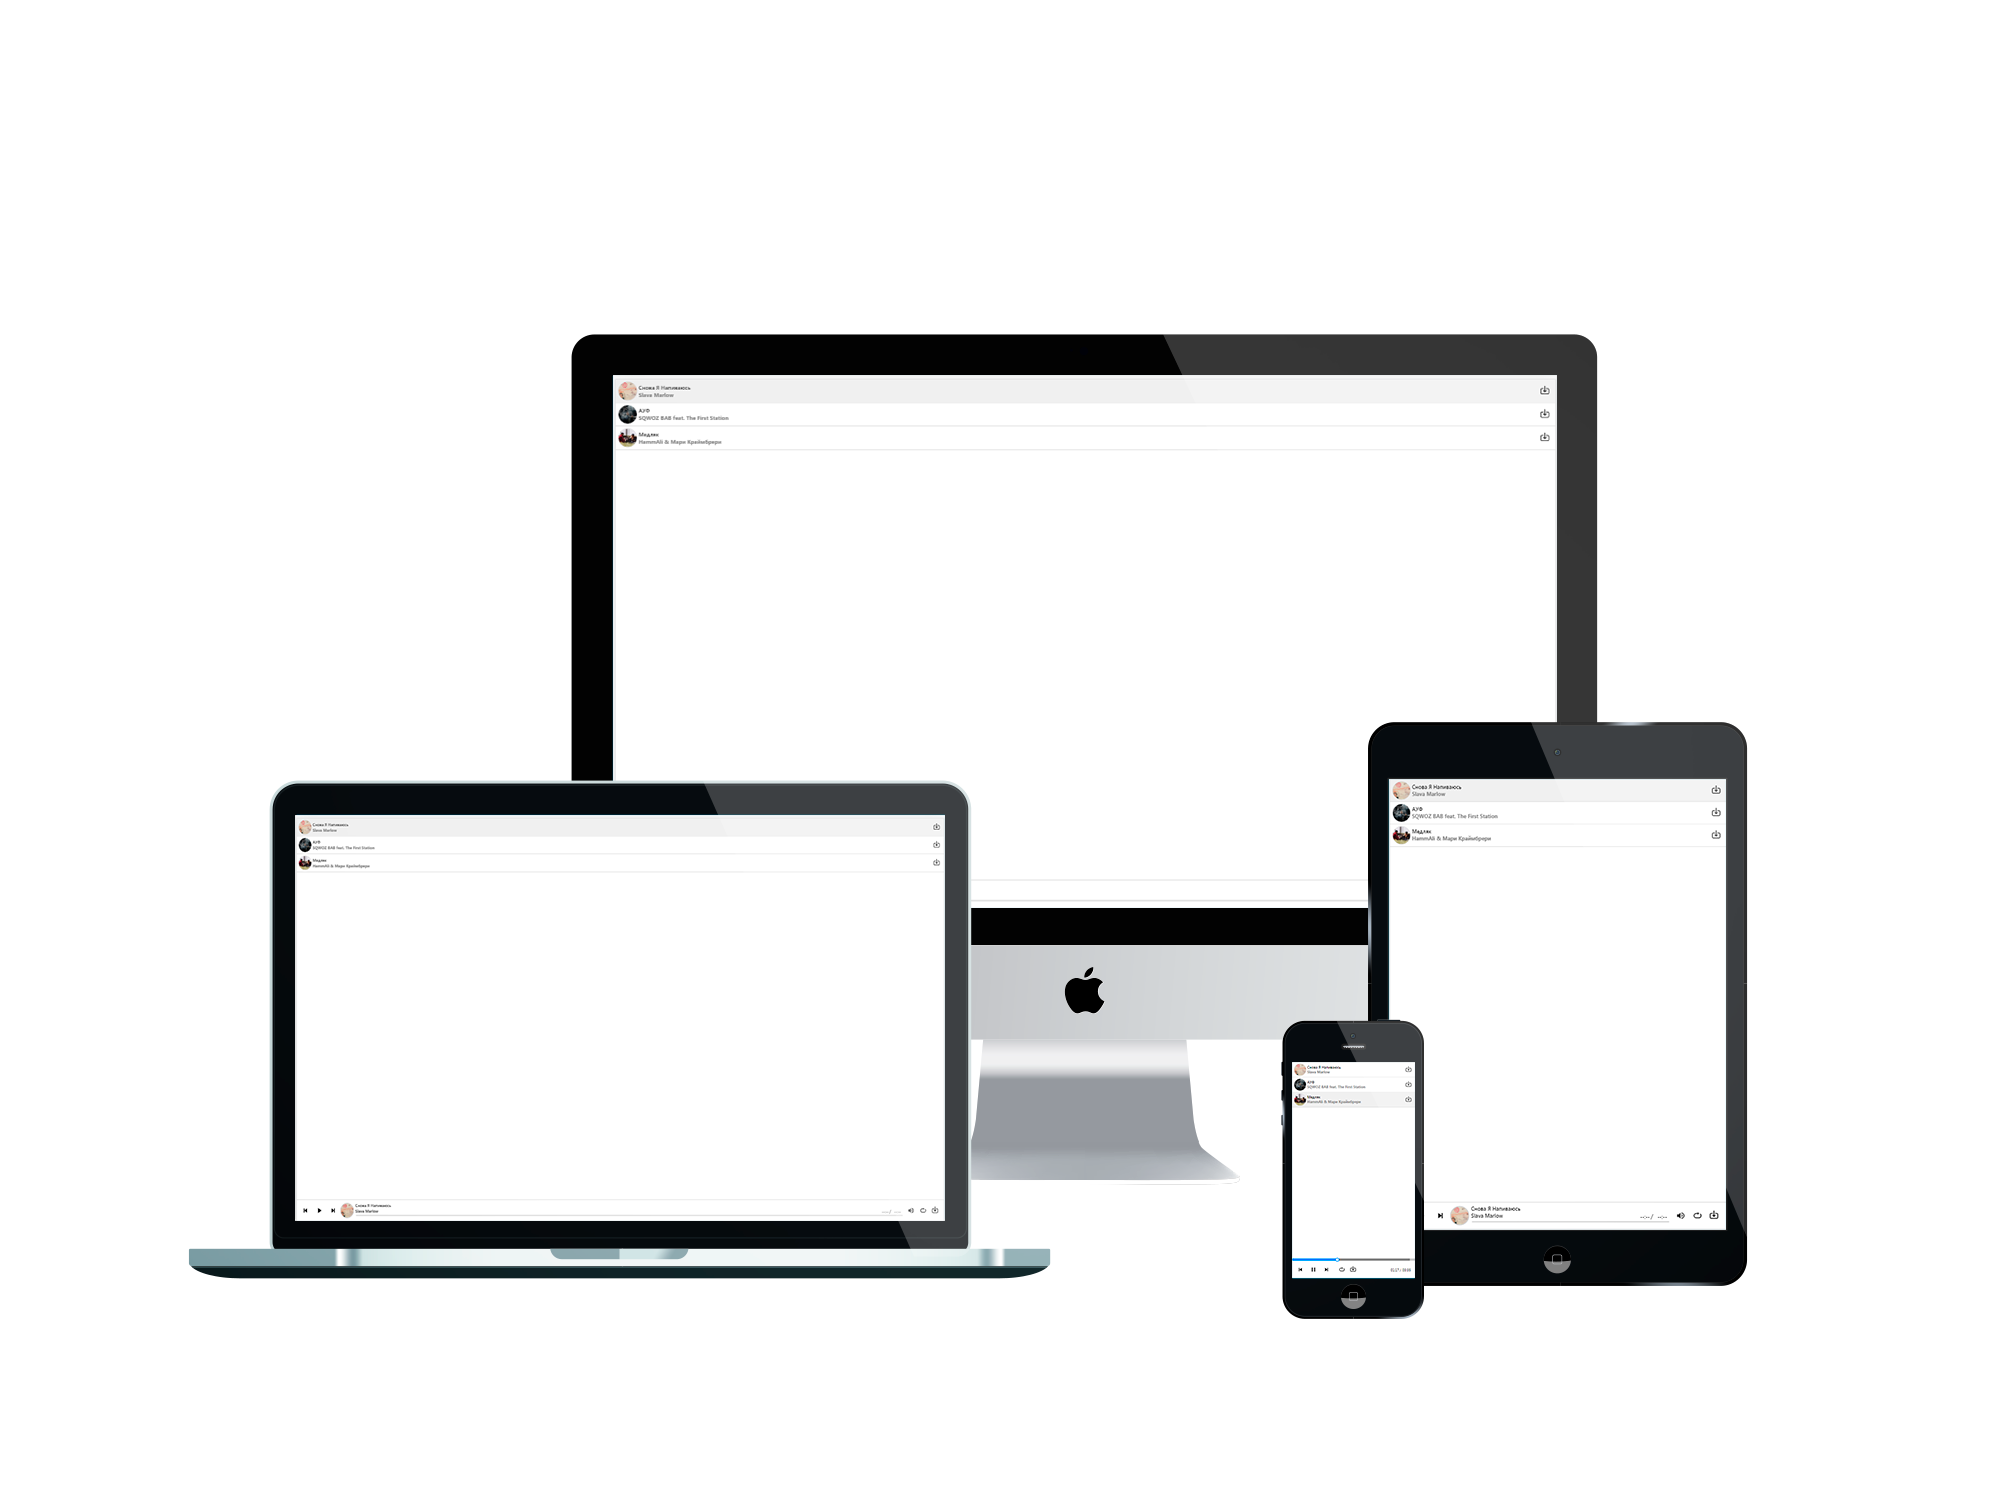 Снова Я Напиваюсь
Slava Marlow
АУФ
SQWOZ BAB feat. The First Station
Медляк
HammAli & Мари Краймбрери
Снова Я Напиваюсь
Slava Marlow
АУФ
SQWOZ BAB feat. The First Station
Медляк
HammAli & Мари Краймбрери
Снова Я Напиваюсь
Slava Marlow
--:-- / --:--
Снова Я Напиваюсь
Slava Marlow
АУФ
SQWOZ BAB feat. The First Station
Медляк
HammAli & Мари Краймбрери
Снова Я Напиваюсь
Slava Marlow
--:-- / --:--
Снова Я Напиваюсь
Slava Marlow
АУФ
SQWOZ BAB feat. The First Station
Медляк
HammAli & Мари Краймбрери